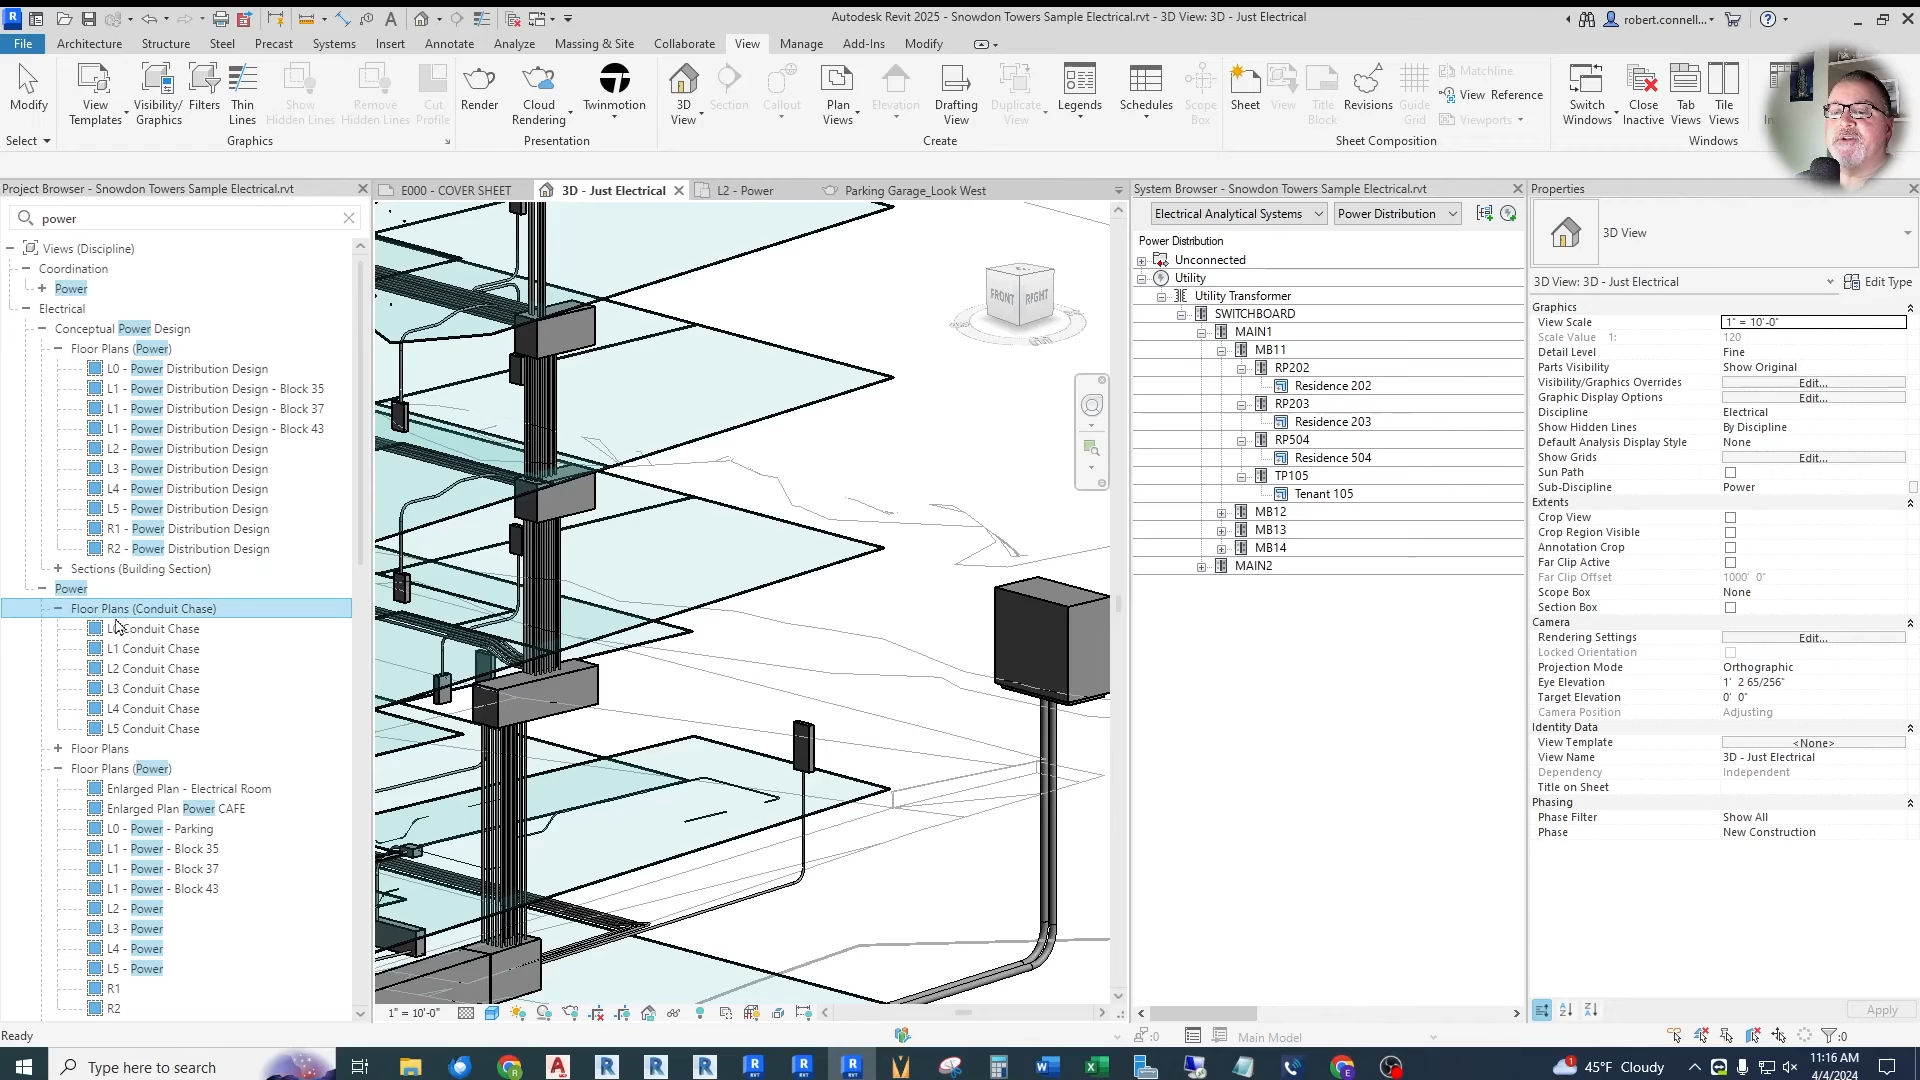 Autodesk Revit 2025 - Snowdon Towers Sample Electrical.rvt - 3D View: 3D - Just Electrical
robert.connell...
File Architecture Structure Steel Precast Systems Insert Annotate Analyze Massing & Site Collaborate View Manage Add-Ins Modify
Modify
View Templates
Visibility/ Graphics
Filters
Thin Lines
Show Hidden Lines
Remove Hidden Lines
Cut Profile
Render
Cloud Rendering
Twinmotion
3D View
Section
Callout
Plan Views
Elevation
Drafting View
Duplicate View
Legends
Schedules
Scope Box
Sheet
View
Title Block
Revisions
Guide Grid
Matchline
View Reference
Viewports
Switch Windows
Close Inactive
Tab Views
Tile Views
Select Graphics Presentation Create Sheet Composition Windows
Project Browser - Snowdon Towers Sample Electrical.rvt
power
Views (Discipline)
Coordination
Power
Electrical
Conceptual Power Design
Floor Plans (Power)
L0 - Power Distribution Design
L1 - Power Distribution Design - Block 35
L1 - Power Distribution Design - Block 37
L1 - Power Distribution Design - Block 43
L2 - Power Distribution Design
L3 - Power Distribution Design
L4 - Power Distribution Design
L5 - Power Distribution Design
R1 - Power Distribution Design
R2 - Power Distribution Design
Sections (Building Section)
Power
Floor Plans (Conduit Chase)
Conduit Chase
L1 Conduit Chase
L2 Conduit Chase
L3 Conduit Chase
L4 Conduit Chase
L5 Conduit Chase
Floor Plans
Floor Plans (Power)
Enlarged Plan - Electrical Room
Enlarged Plan Power CAFE
L0 - Power - Parking
L1 - Power - Block 35
L1 - Power - Block 37
L1 - Power - Block 43
L2 - Power
L3 - Power
L4 - Power
L5 - Power
R1
R2
E000 - COVER SHEET
3D - Just Electrical
L2 - Power
Parking Garage_Look West
FRONT RIGHT
1" = 10'-0"
System Browser - Snowdon Towers Sample Electrical.rvt
Electrical Analytical Systems Power Distribution
Power Distribution
Unconnected
Utility
Utility Transformer
SWITCHBOARD
MAIN1
MB11
RP202
Residence 202
RP203
Residence 203
RP504
Residence 504
TP105
Tenant 105
MB12
MB13
MB14
MAIN2
Properties
3D View
3D View: 3D - Just Electrical Edit Type
Graphics
View Scale 1" = 10'-0"
Scale Value 1: 120
Detail Level Fine
Parts Visibility Show Original
Visibility/Graphics Overrides Edit...
Graphic Display Options Edit...
Discipline Electrical
Show Hidden Lines By Discipline
Default Analysis Display Style None
Show Grids Edit...
Sun Path
Sub-Discipline Power
Extents
Crop View
Crop Region Visible
Annotation Crop
Far Clip Active
Far Clip Offset 1000' 0"
Scope Box None
Section Box
Camera
Rendering Settings Edit...
Locked Orientation
Projection Mode Orthographic
Eye Elevation 1' 2 65/256"
Target Elevation 0' 0"
Camera Position Adjusting
Identity Data
View Template <None>
View Name 3D - Just Electrical
Dependency Independent
Title on Sheet
Phasing
Phase Filter Show All
Phase New Construction
Apply
Ready
:0
Main Model
:0
Type here to search
45°F Cloudy
11:16 AM
4/4/2024